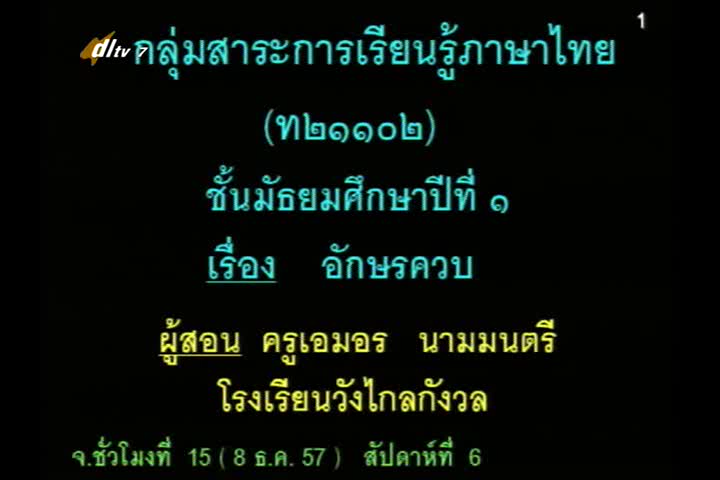 1
dltv 7
กลุ่มสาระการเรียนรู้ภาษาไทย
(ท๒๑๑๐๒)
ชั้นมัธยมศึกษาปีที่ ๑
เรื่อง อักษรควบ
ผู้สอน ครูเอมอร นามมนตรี
โรงเรียนวังไกลกังวล
จ.ชั่วโมงที่ 15 ( 8 ธ.ค. 57 ) สัปดาห์ที่ 6